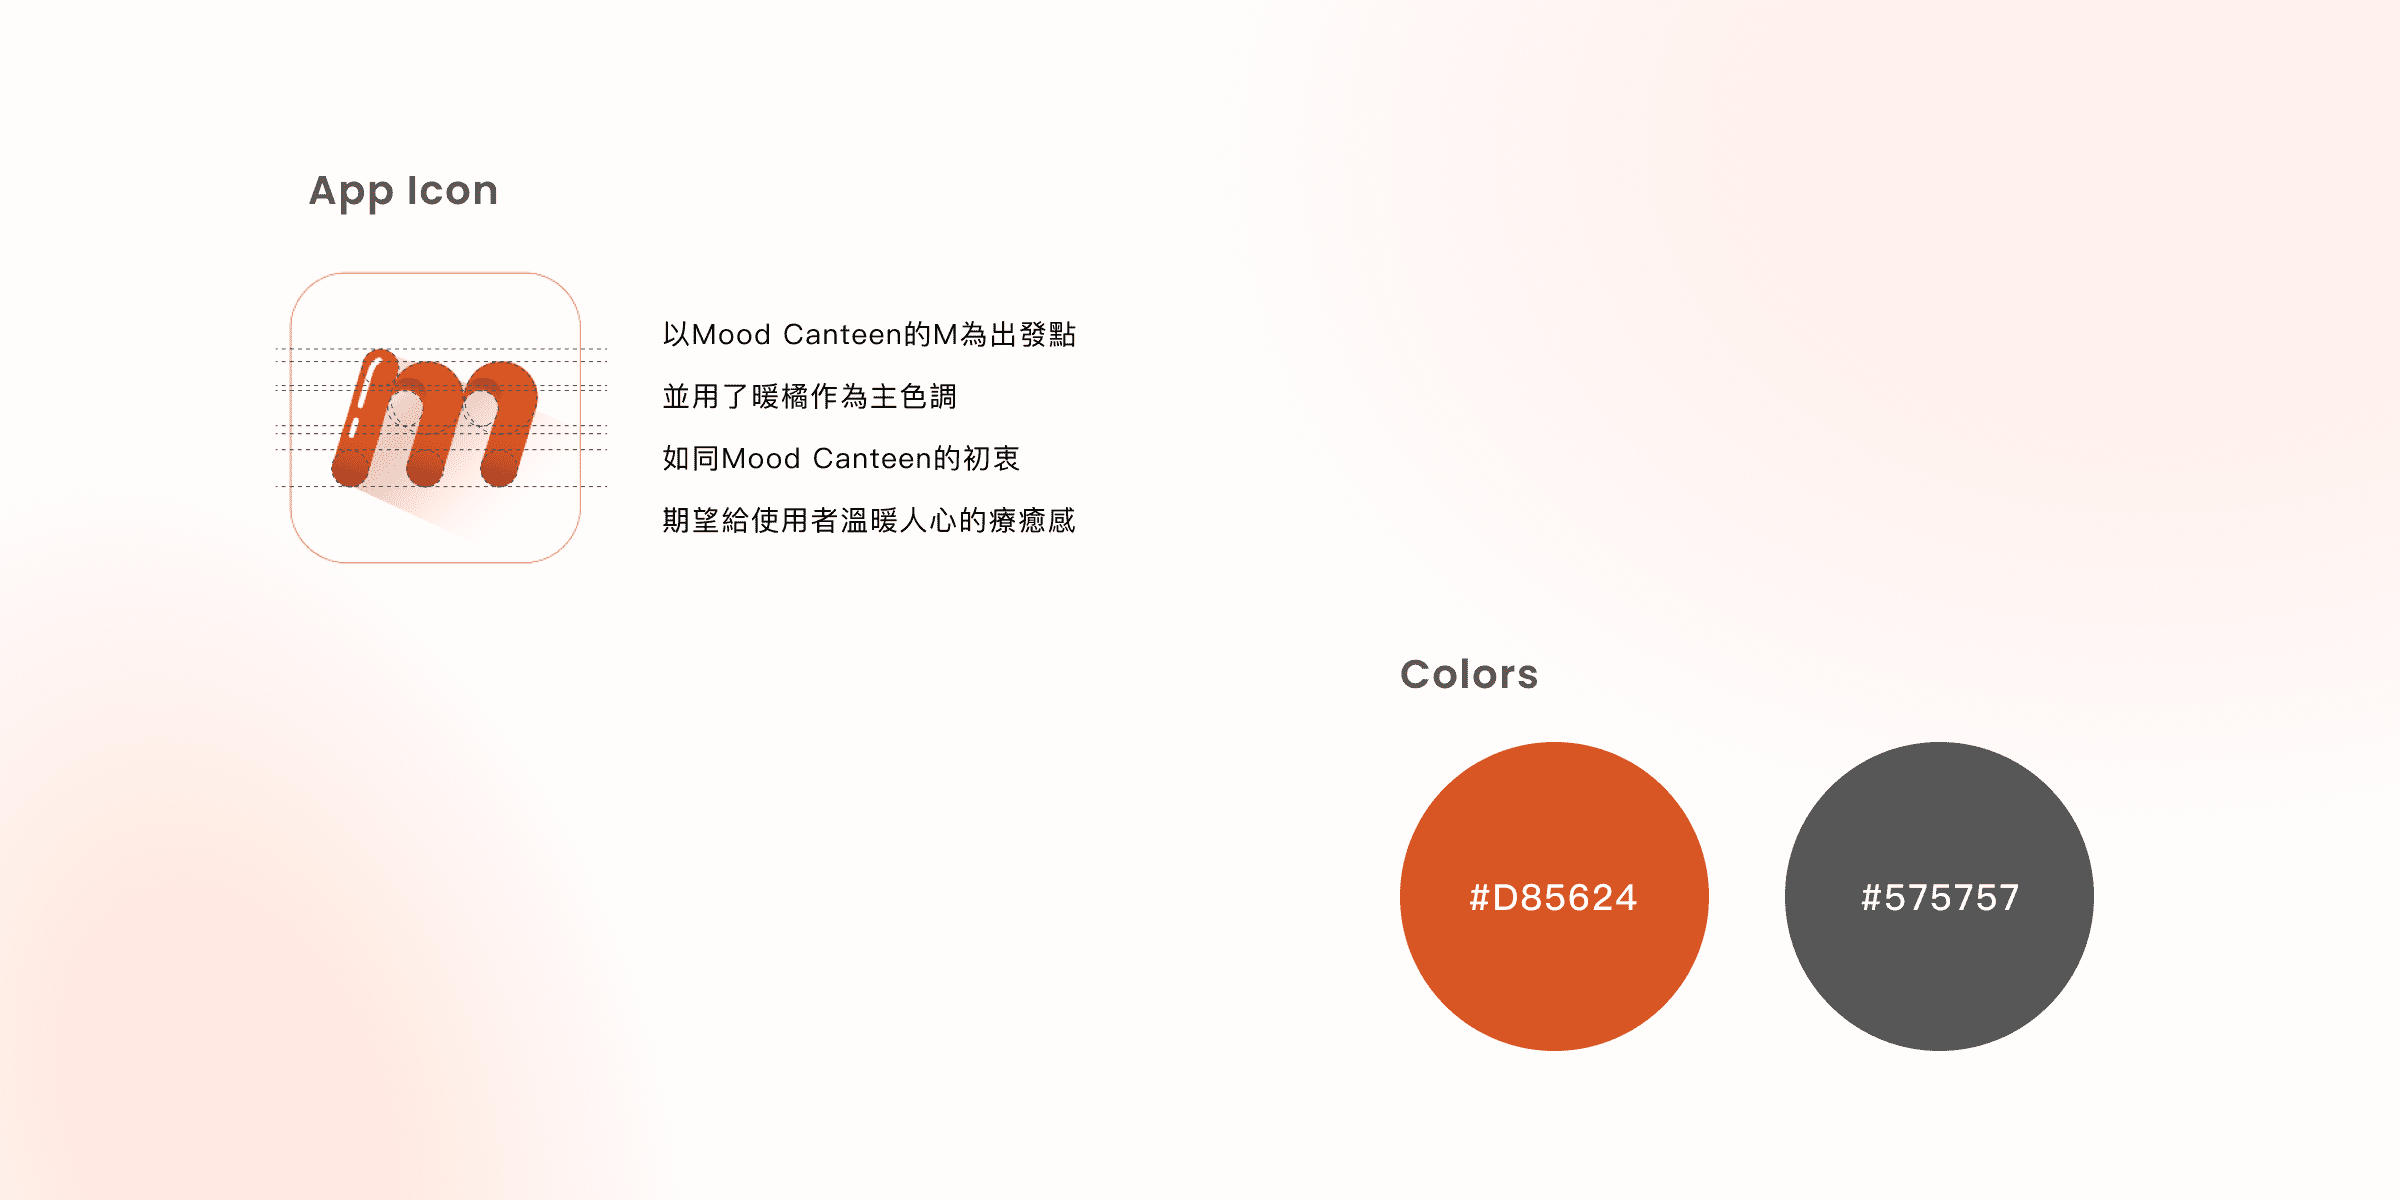 App Icon
以Mood Canteen的M為出發點
並用了暖橘作為主色調
如同Mood Canteen的初衷
期望給使用者溫暖人心的療癒感
Colors
#D85624
#575757